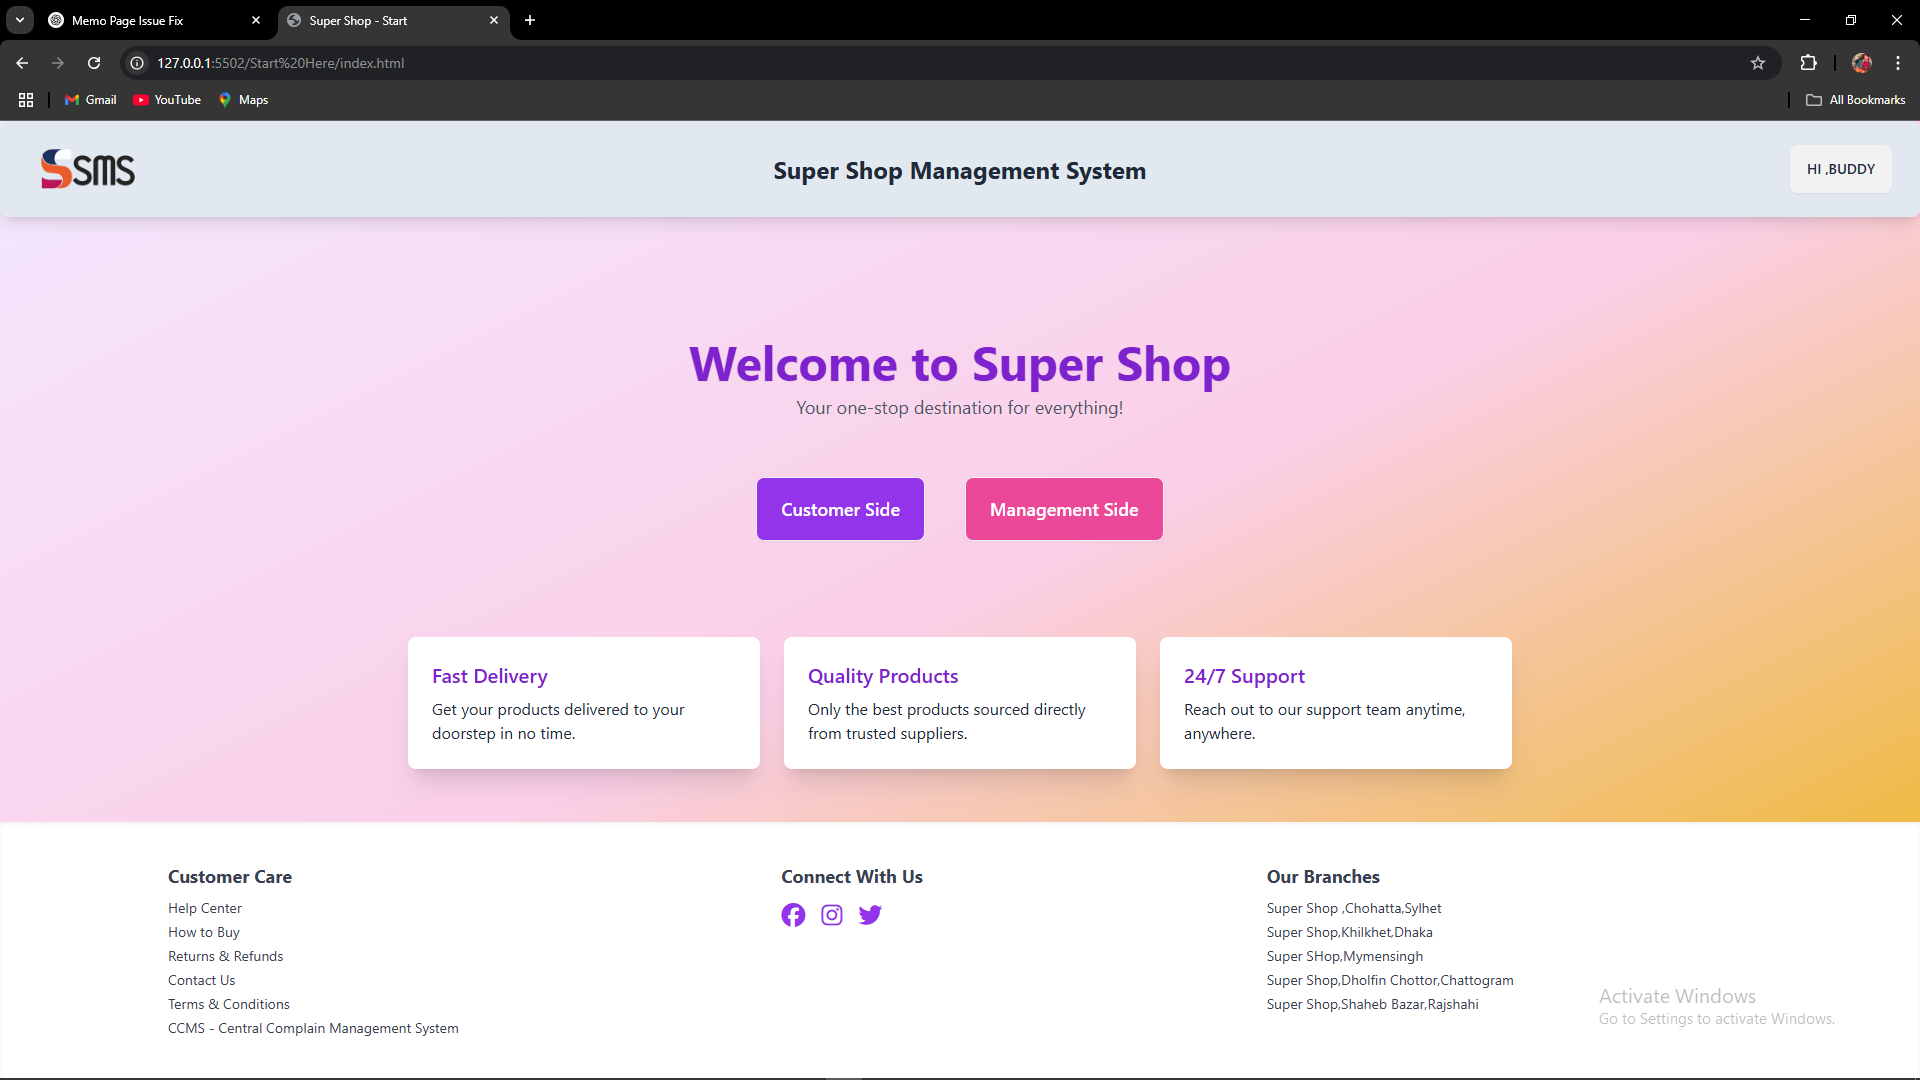 Memo Page Issue Fix
Super Shop - Start
127.0.0.1:5502/Start%20Here/index.html
Gmail
YouTube
Maps
All Bookmarks
SSMS
Super Shop Management System
HI ,BUDDY
Welcome to Super Shop
Your one-stop destination for everything!
Customer Side
Management Side
Fast Delivery
Get your products delivered to your
doorstep in no time.
Quality Products
Only the best products sourced directly
from trusted suppliers.
24/7 Support
Reach out to our support team anytime,
anywhere.
Customer Care
Help Center
How to Buy
Returns & Refunds
Contact Us
Terms & Conditions
CCMS - Central Complain Management System
Connect With Us
Our Branches
Super Shop ,Chohatta,Sylhet
Super Shop,Khilkhet,Dhaka
Super SHop,Mymensingh
Super Shop,Dholfin Chottor,Chattogram
Super Shop,Shaheb Bazar,Rajshahi
Activate Windows
Go to Settings to activate Windows.